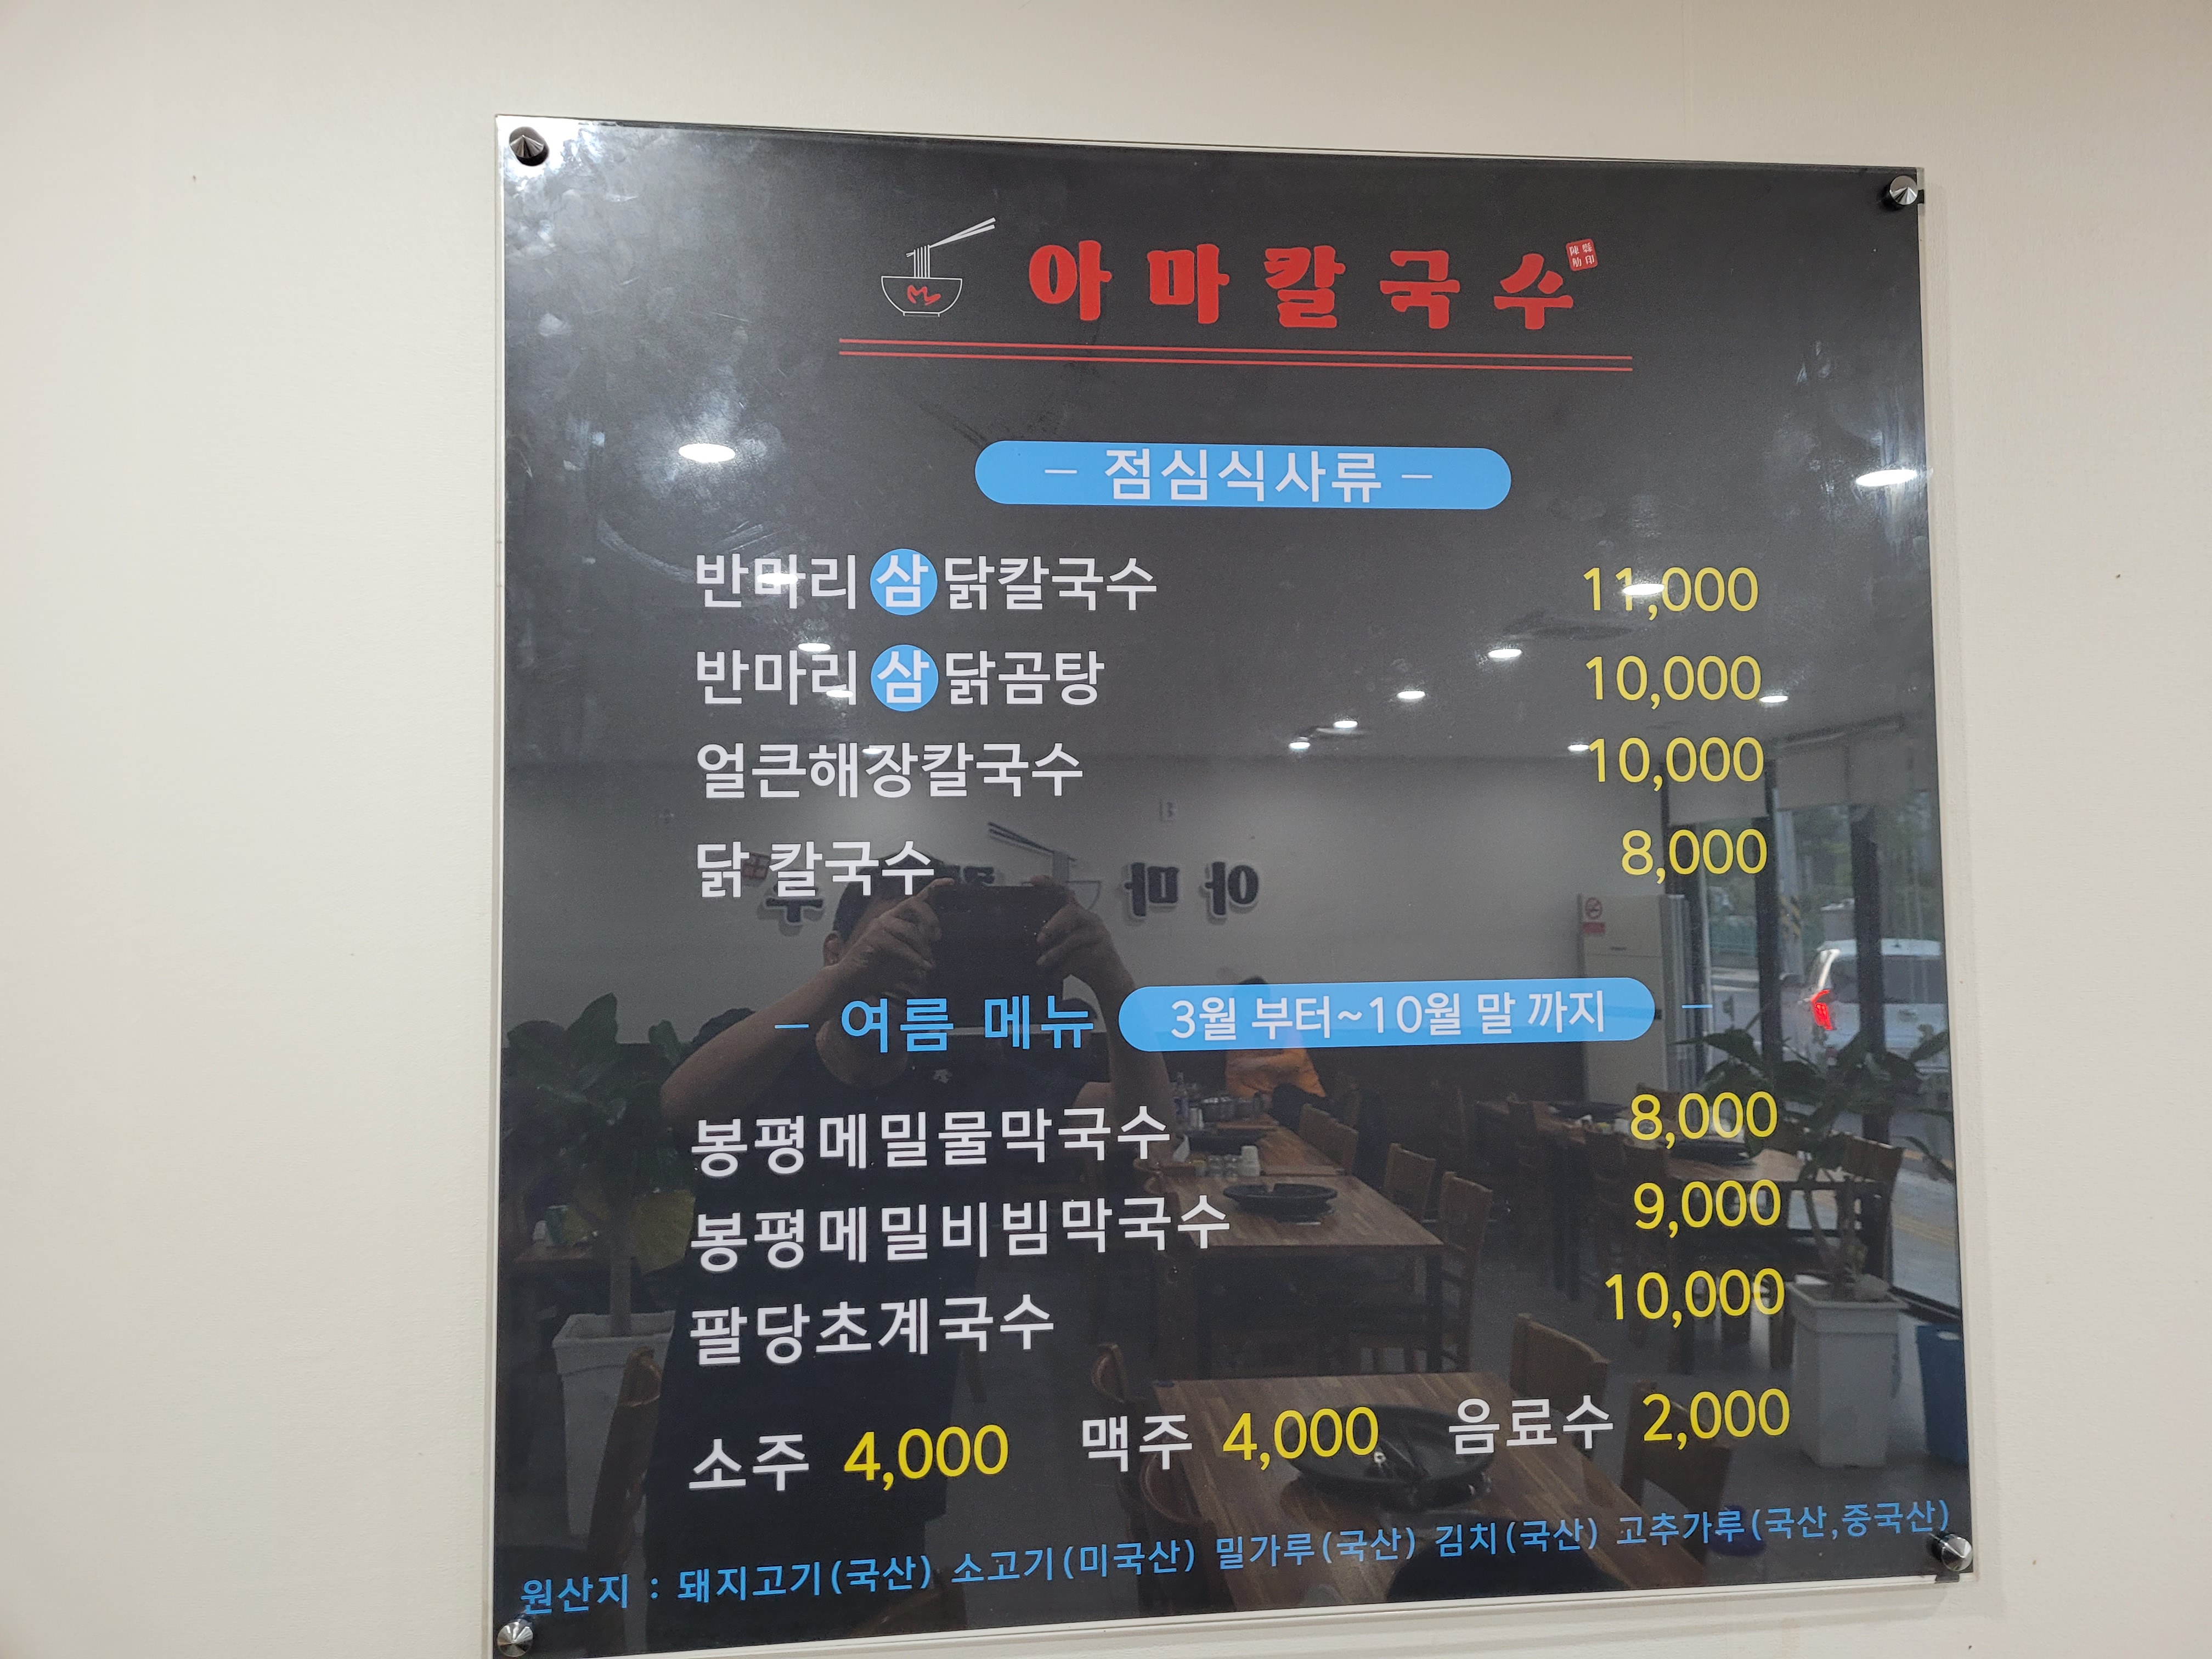 아마칼국수
– 점심식사류 –
반마리 삼 닭칼국수 11,000
반마리 삼 닭곰탕 10,000
얼큰해장칼국수 10,000
닭 칼국수 8,000
– 여름 메뉴 3월 부터~10월 말 까지 –
봉평메밀물막국수 8,000
봉평메밀비빔막국수 9,000
팔당초계국수 10,000
소주 4,000 맥주 4,000 음료수 2,000
원산지 : 돼지고기(국산) 소고기(미국산) 밀가루(국산) 김치(국산) 고추가루(국산,중국산)